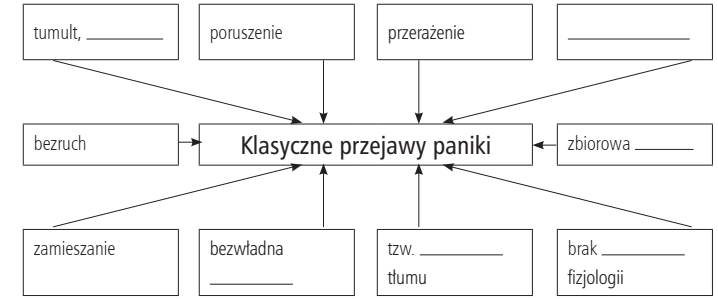 tumult, ________
poruszenie
przerażenie
________
bezruch
Klasyczne przejawy paniki
zbiorowa ________
zamieszanie
bezwładna
________
tzw. ________
tłumu
brak ________
fizjologii